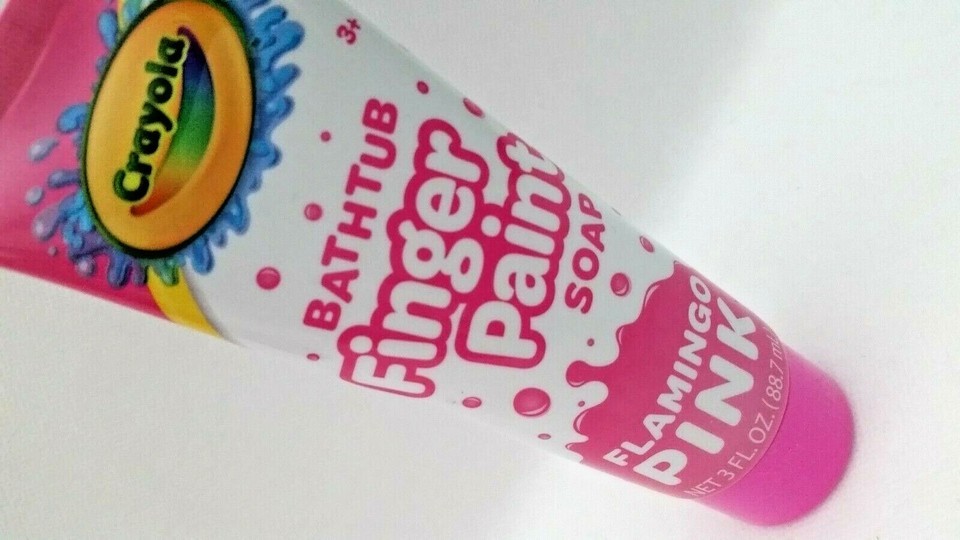 Crayola
3+
BATHTUB
Finger
Paint
SOAP
FLAMINGO
PINK
NET 3 FL. OZ. (88.7 mL)